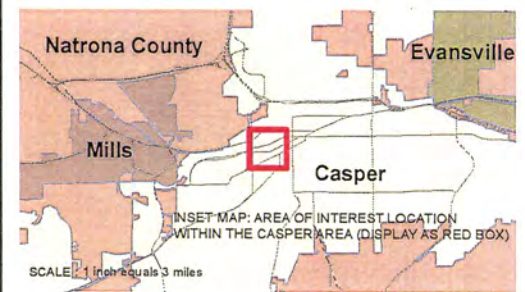 Natrona County
Evansville
Mills
Casper
INSET MAP: AREA OF INTEREST LOCATION
WITHIN THE CASPER AREA (DISPLAY AS RED BOX)
SCALE : 1 inch equals 3 miles